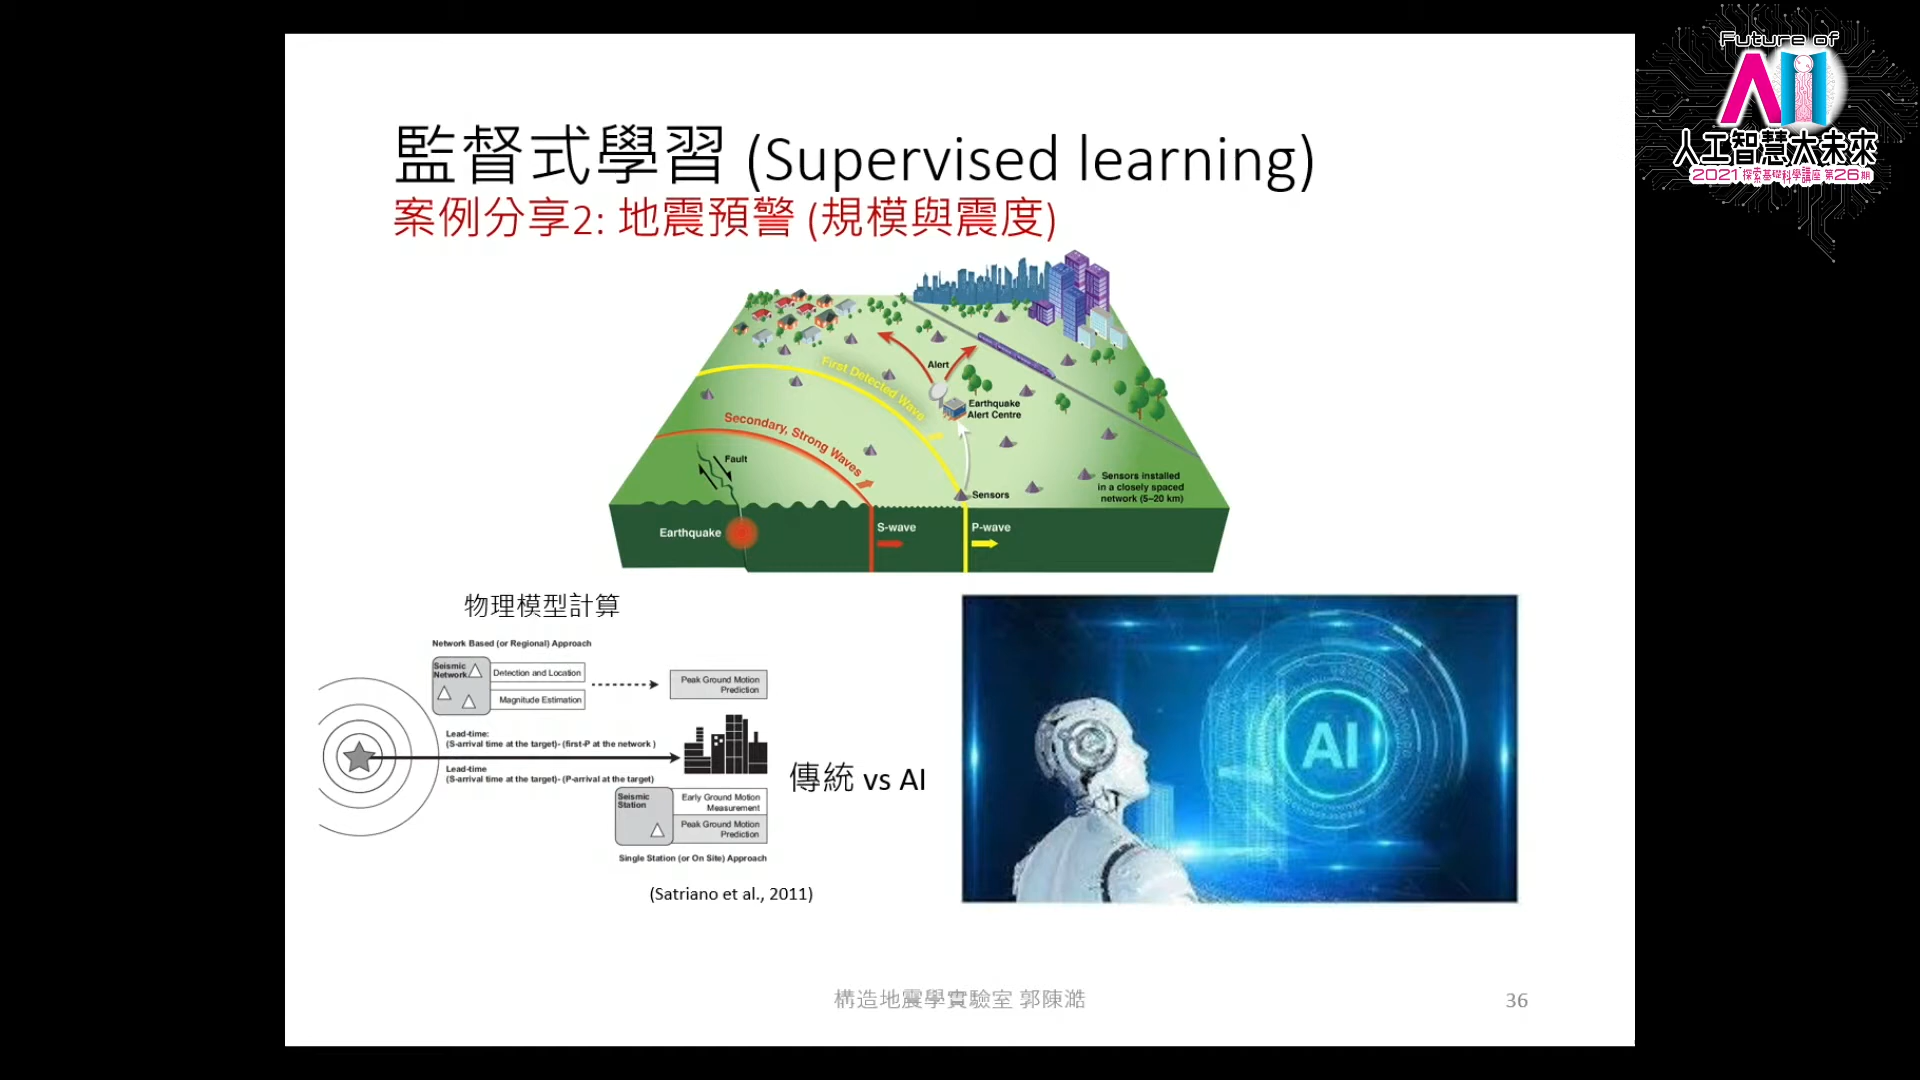 Future of
AI
人工智慧大未來
2021 探索基礎科學講座 第26期
監督式學習 (Supervised learning)
案例分享2: 地震預警 (規模與震度)
Alert
First Detected Wave
Earthquake
Alert Centre
Secondary, Strong Waves
Fault
Sensors installed
in a closely spaced
network (5–20 km)
Sensors
Earthquake
S-wave
P-wave
物理模型計算
Network Based (or Regional) Approach
Seismic
Network
Detection and Location
Magnitude Estimation
Peak Ground Motion
Prediction
Lead-time:
(S-arrival time at the target)- (first-P at the network )
Lead-time
(S-arrival time at the target)- (P-arrival at the target)
Seismic
Station
Early Ground Motion
Measurement
Peak Ground Motion
Prediction
Single Station (or On Site) Approach
(Satriano et al., 2011)
傳統 vs AI
AI
構造地震學實驗室 郭陳澔
36